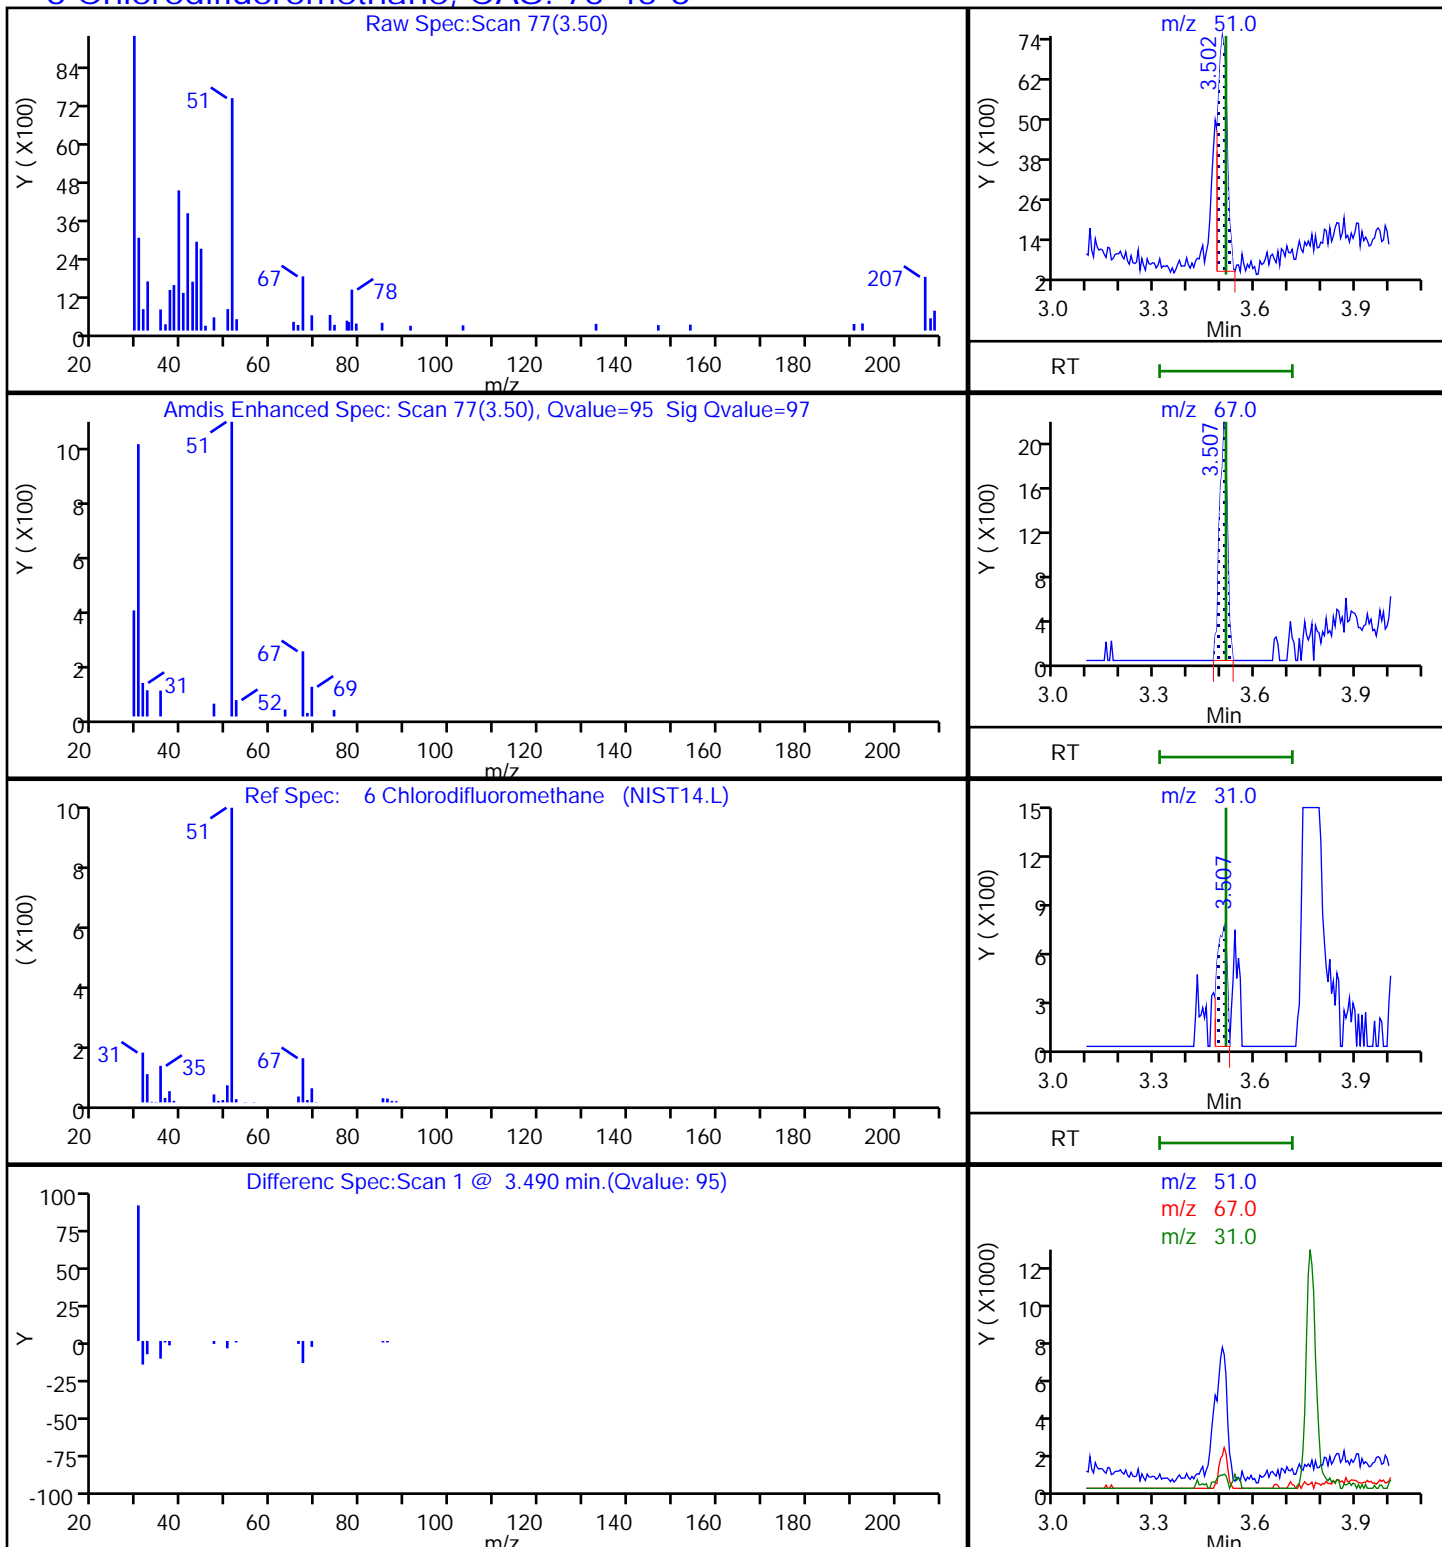 6 Chlorodifluoromethane, CAS: 75-45-6
Raw Spec:Scan 77(3.50)
Y ( X100)
84
72
60
48
36
24
12
0
51
67
78
207
20 40 60 80 100 120 140 160 180 200
m/z
m/z 51.0
Y ( X100)
74
62
50
38
26
14
2
3.502
3.0 3.3 3.6 3.9
Min
RT
Amdis Enhanced Spec: Scan 77(3.50), Qvalue=95 Sig Qvalue=97
Y ( X100)
10
8
6
4
2
0
51
67
31
52
69
20 40 60 80 100 120 140 160 180 200
m/z
m/z 67.0
Y ( X100)
20
16
12
8
4
0
3.507
3.0 3.3 3.6 3.9
Min
RT
Ref Spec: 6 Chlorodifluoromethane (NIST14.L)
( X100)
10
8
6
4
2
0
51
31
35
67
20 40 60 80 100 120 140 160 180 200
m/z 31.0
Y ( X100)
15
12
9
6
3
0
3.507
3.0 3.3 3.6 3.9
Min
RT
Differenc Spec:Scan 1 @ 3.490 min.(Qvalue: 95)
Y
100
75
50
25
0
-25
-50
-75
-100
20 40 60 80 100 120 140 160 180 200
m/z
m/z 51.0
m/z 67.0
m/z 31.0
Y ( X1000)
12
10
8
6
4
2
0
3.0 3.3 3.6 3.9
Min